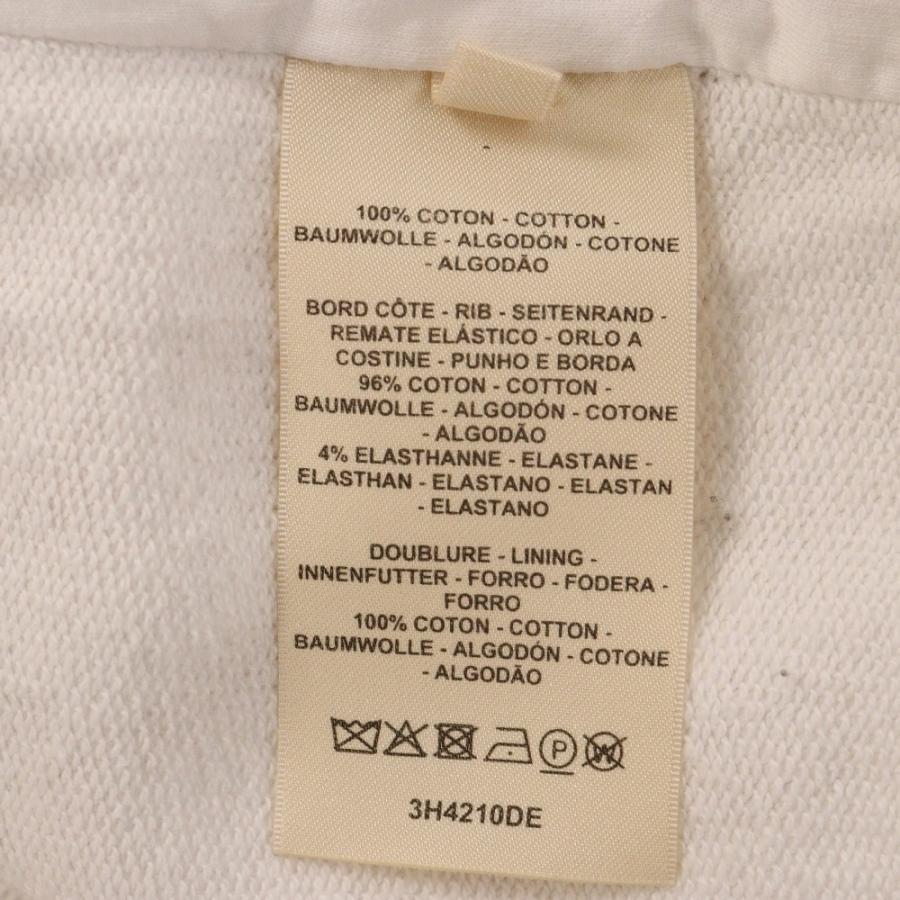 100% COTON - COTTON -
BAUMWOLLE - ALGODÓN - COTONE
- ALGODÃO
BORD CÔTE - RIB - SEITENRAND -
REMATE ELÁSTICO - ORLO A
COSTINE - PUNHO E BORDA
96% COTON - COTTON -
BAUMWOLLE - ALGODÓN - COTONE
- ALGODÃO
4% ELASTHANNE - ELASTANE -
ELASTHAN - ELASTANO - ELASTAN
- ELASTANO
DOUBLURE - LINING -
INNENFUTTER - FORRO - FODERA -
FORRO
100% COTON - COTTON -
BAUMWOLLE - ALGODÓN - COTONE
- ALGODÃO
P W
3H4210DE